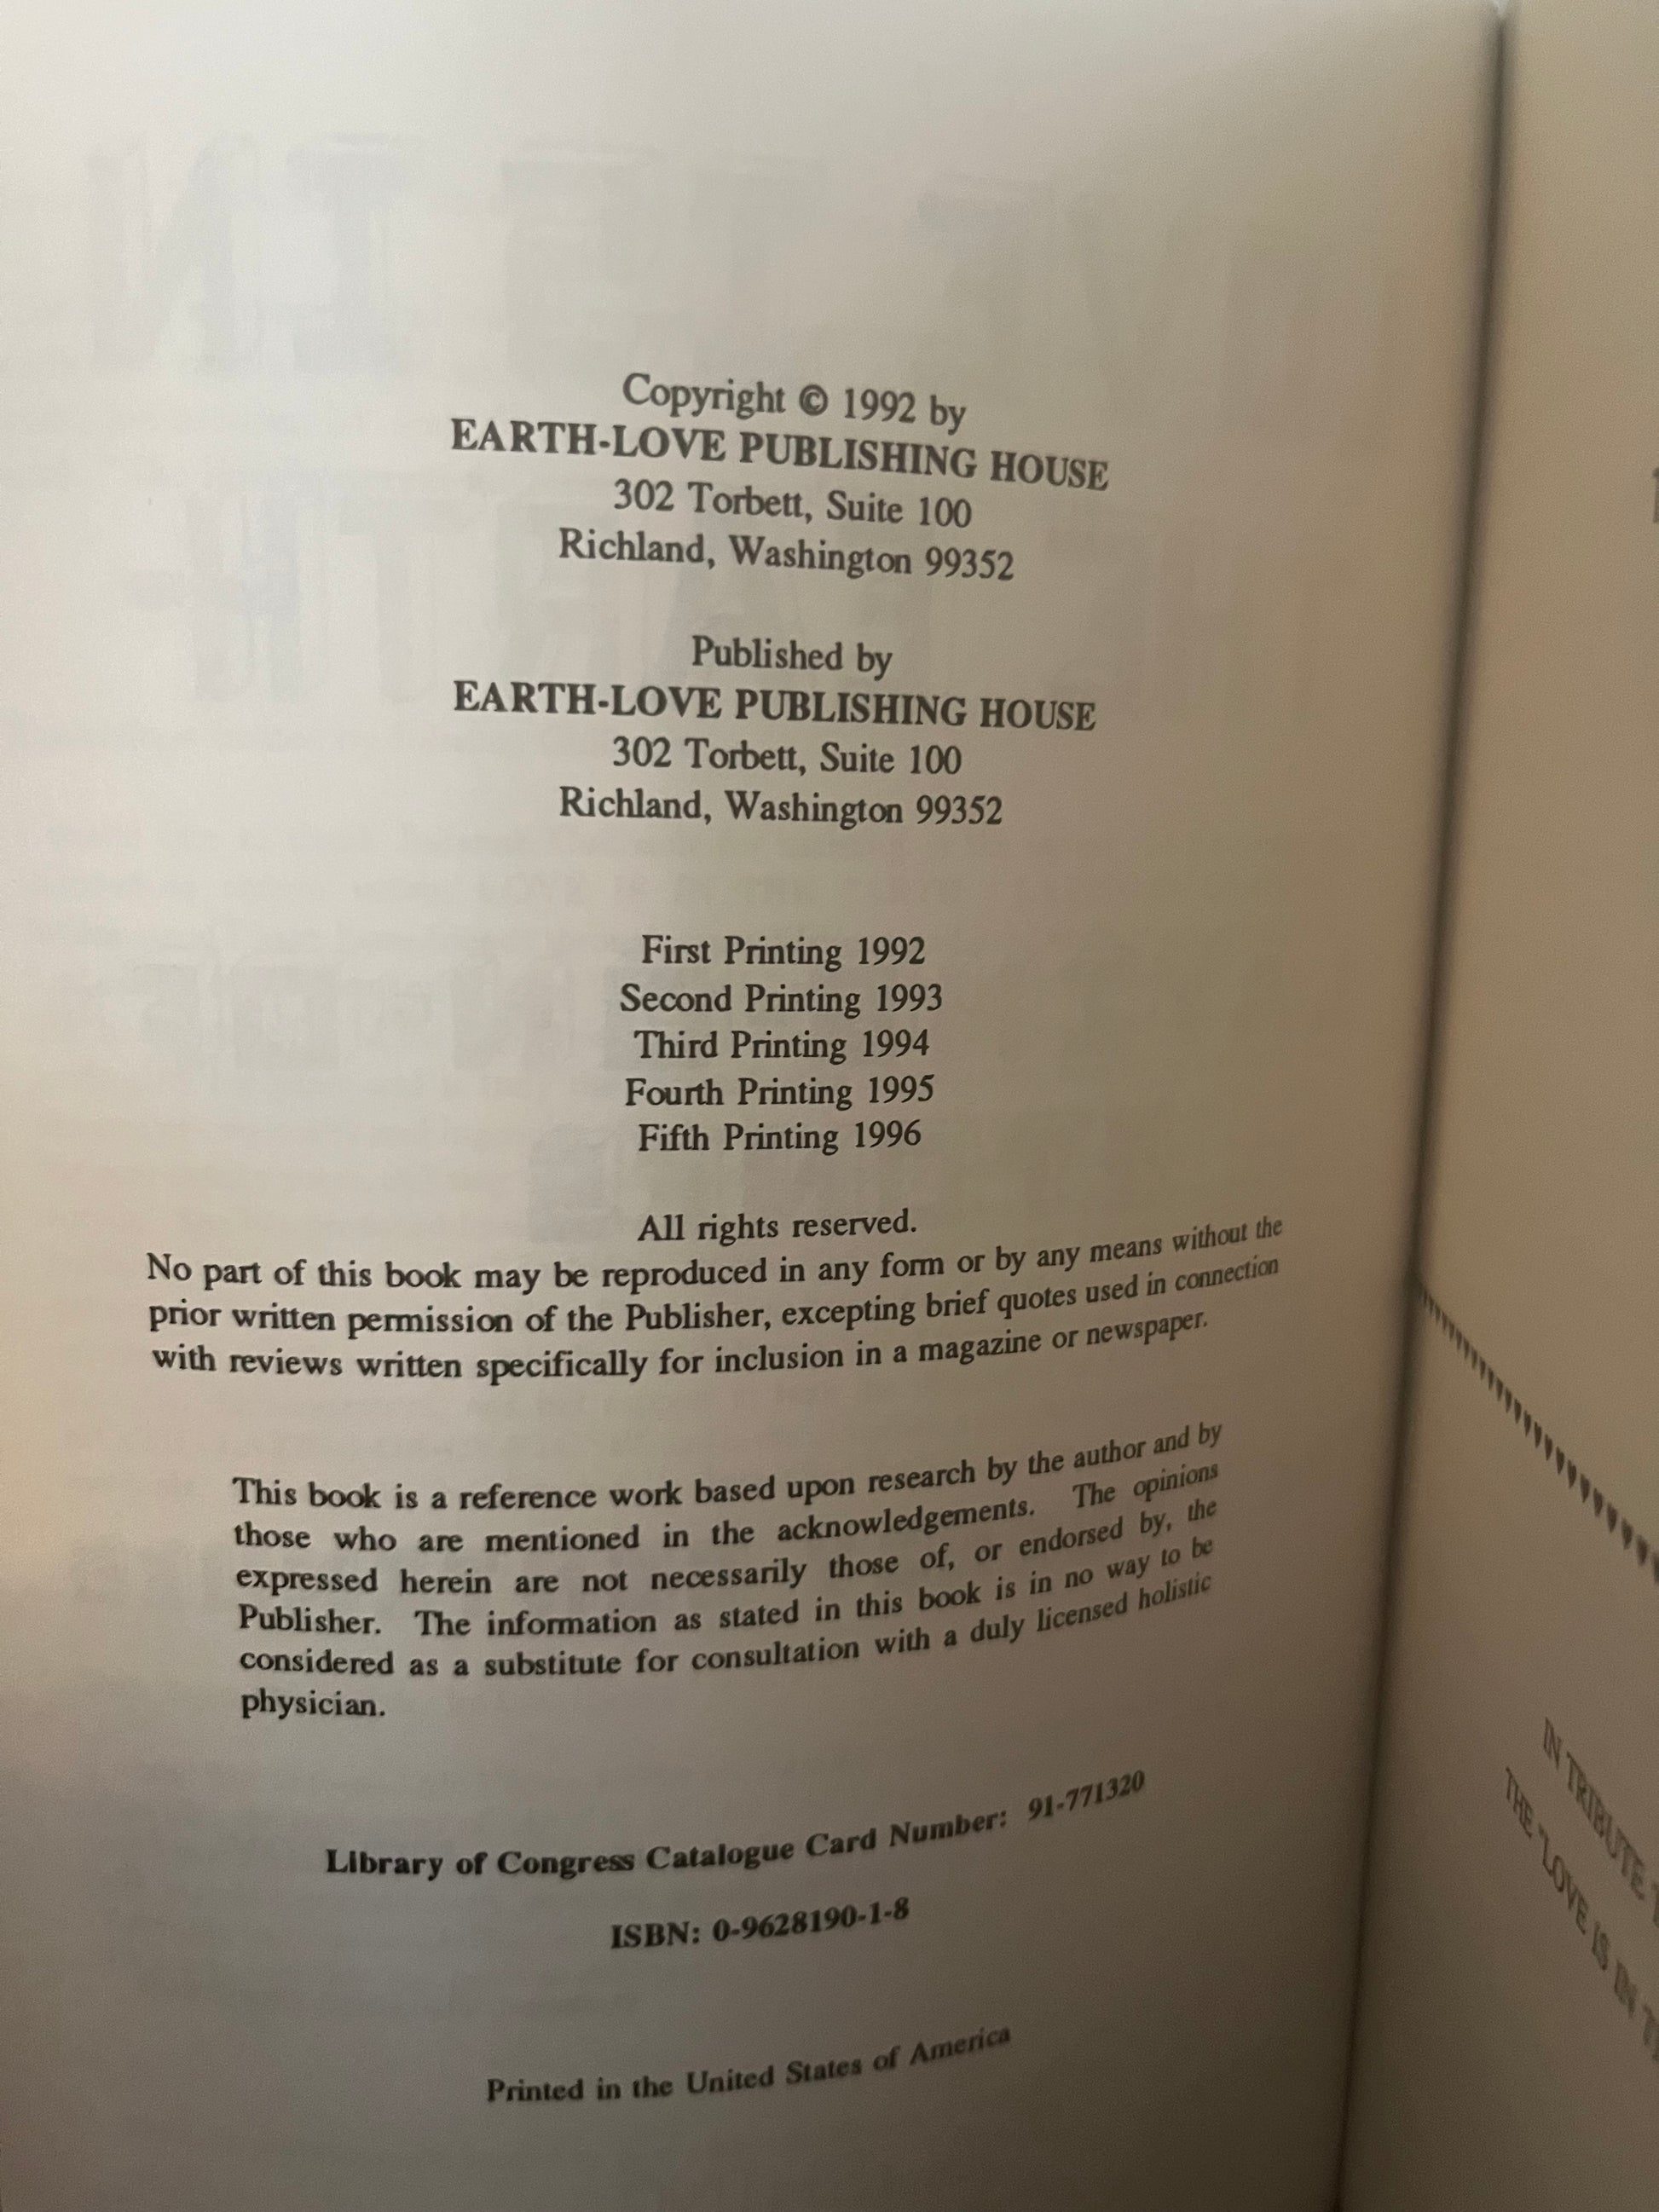 Copyright © 1992 by
EARTH-LOVE PUBLISHING HOUSE
302 Torbett, Suite 100
Richland, Washington 99352
Published by
EARTH-LOVE PUBLISHING HOUSE
302 Torbett, Suite 100
Richland, Washington 99352
First Printing 1992
Second Printing 1993
Third Printing 1994
Fourth Printing 1995
Fifth Printing 1996
All rights reserved.
No part of this book may be reproduced in any form or by any means without the
prior written permission of the Publisher, excepting brief quotes used in connection
with reviews written specifically for inclusion in a magazine or newspaper.
This book is a reference work based upon research by the author and by
those who are mentioned in the acknowledgements. The opinions
expressed herein are not necessarily those of, or endorsed by, the
Publisher. The information as stated in this book is in no way to be
considered as a substitute for consultation with a duly licensed holistic
physician.
Library of Congress Catalogue Card Number: 91-771320
ISBN: 0-9628190-1-8
Printed in the United States of America
IN TRIBUTE
THE "LOVE IS IN